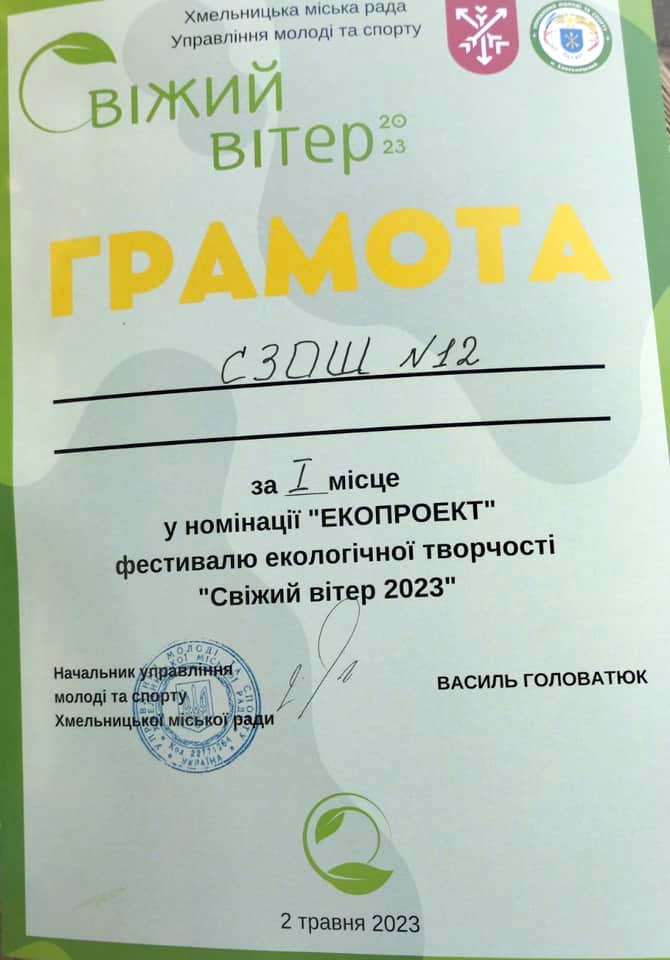 Хмельницька міська рада
Управління молоді та спорту
Свіжий
вітер 2023
ГРАМОТА
СЗОШ №12
за I місце
у номінації "ЕКОПРОЕКТ"
фестивалю екологічної творчості
"Свіжий вітер 2023"
Начальник управління
молоді та спорту
Хмельницької міської ради
ВАСИЛЬ ГОЛОВАТЮК
УКРАЇНА
2 травня 2023